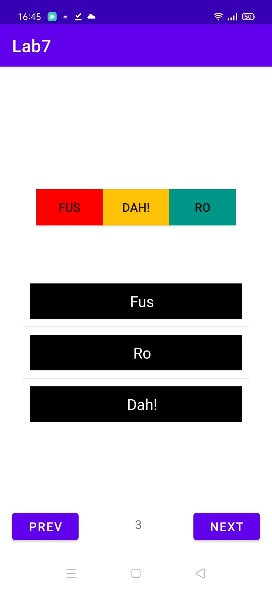 16:45
Lab7
FUS DAH! RO
Fus
Ro
Dah!
PREV 3 NEXT